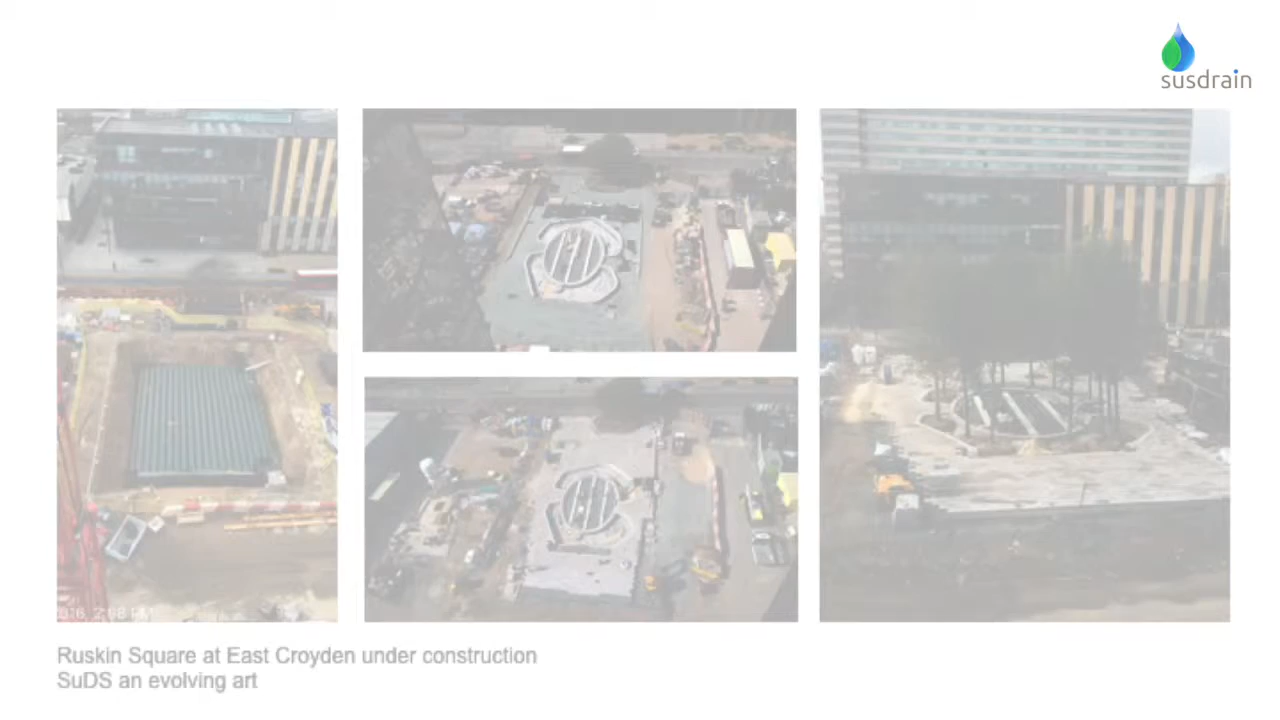 susdrain
Ruskin Square at East Croyden under construction
SuDS an evolving art